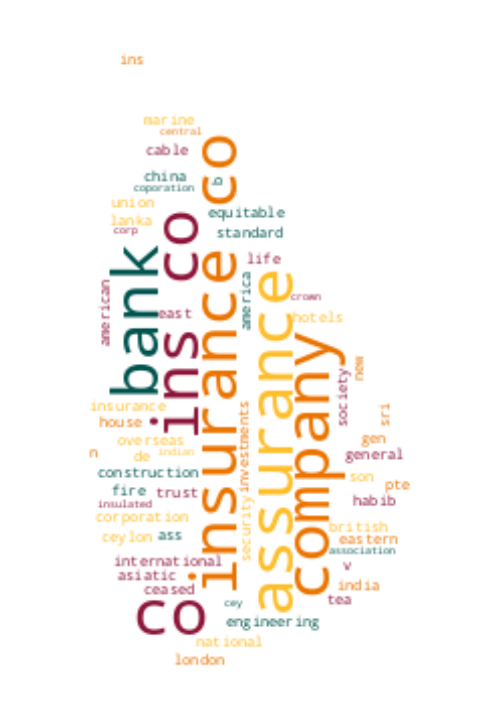 ins
marine
central
cable
china
coporation
co
union
lanka
corp
equitable
standard
ins co
bank
insurance co
life
america
american
crown
east
hotels
assurance
company
new
society
insurance
house
sri
overseas
gen
n
de
indian
general
investments
construction
son
pte
fire
trust
habib
insulated
corporation
security
british
ceylon
ass
eastern
association
international
v
asiatic
india
ceased
tea
cey
co
engineering
national
london